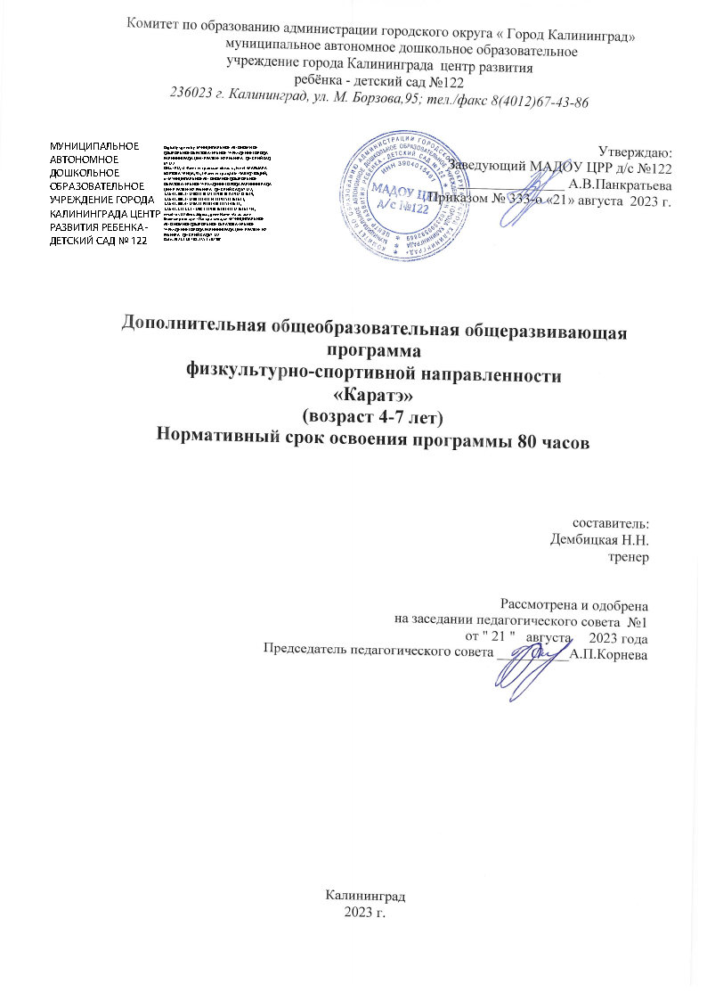 Комитет по образованию администрации городского округа « Город Калининград»
муниципальное автономное дошкольное образовательное
учреждение города Калининграда центр развития
ребёнка - детский сад №122
236023 г. Калининград, ул. М. Борзова,95; тел./факс 8(4012)67-43-86
МУНИЦИПАЛЬНОЕ
АВТОНОМНОЕ
ДОШКОЛЬНОЕ
ОБРАЗОВАТЕЛЬНОЕ
УЧРЕЖДЕНИЕ ГОРОДА
КАЛИНИНГРАДА ЦЕНТР
РАЗВИТИЯ РЕБЕНКА-
ДЕТСКИЙ САД № 122
МАДОУ ЦРР
д/с №122
Утверждаю:
Заведующий МАДОУ ЦРР д/с №122
А.В.Панкратьева
Приказом № 333-о «21» августа 2023 г.
Дополнительная общеобразовательная общеразвивающая
программа
физкультурно-спортивной направленности
«Каратэ»
(возраст 4-7 лет)
Нормативный срок освоения программы 80 часов
составитель:
Дембицкая Н.Н.
тренер
Рассмотрена и одобрена
на заседании педагогического совета №1
от " 21 " августа 2023 года
Председатель педагогического совета __________А.П.Корнева
Калининград
2023 г.